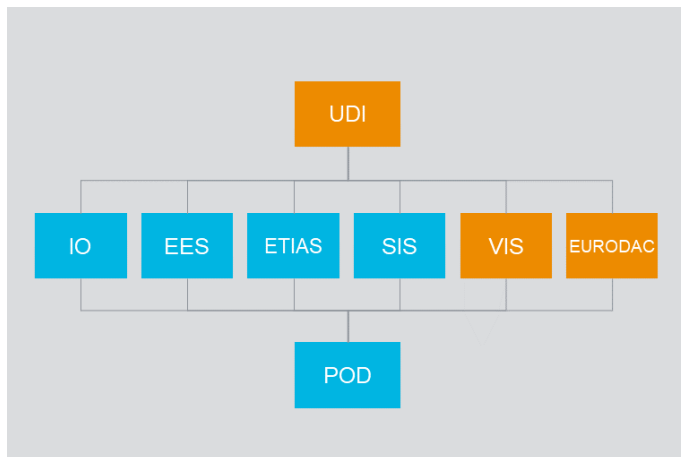 UDI
IO
EES
ETIAS
SIS
VIS
EURODAC
POD